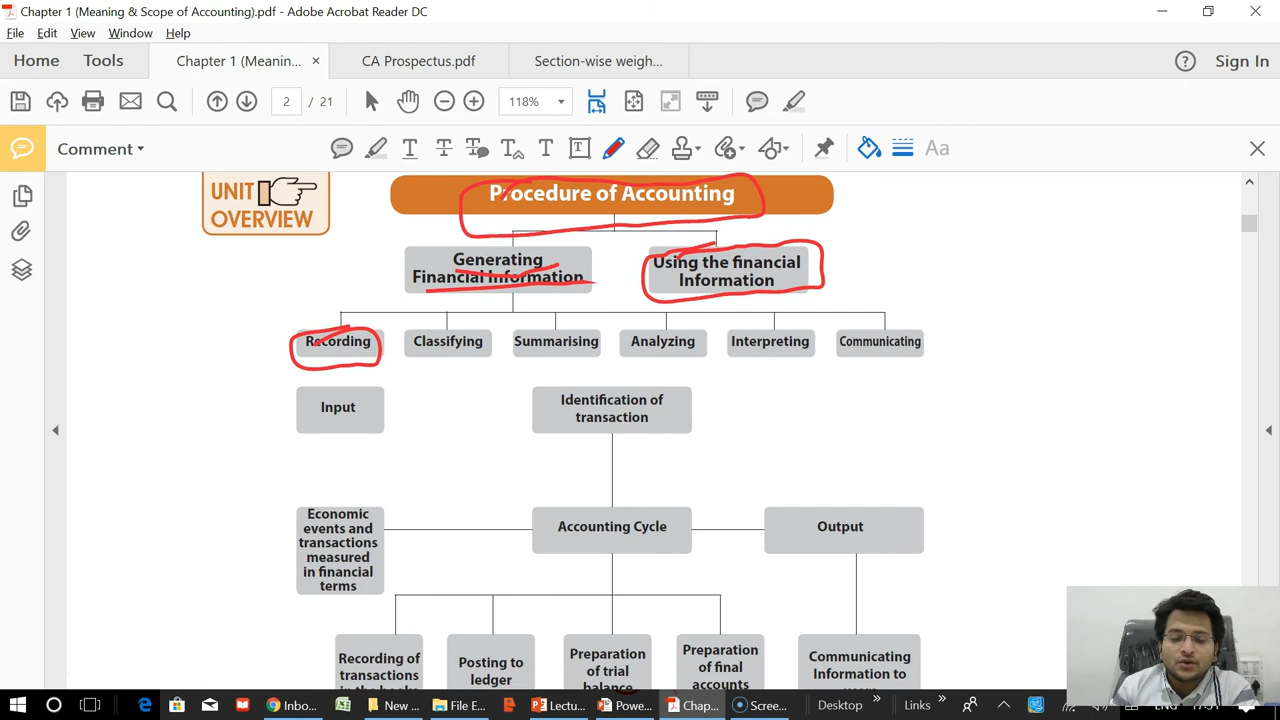 Chapter 1 (Meaning & Scope of Accounting).pdf - Adobe Acrobat Reader DC
File Edit View Window Help
Home Tools Chapter 1 (Meanin... × CA Prospectus.pdf Section-wise weigh... Sign In
2 / 21 118%
Comment
UNIT
OVERVIEW
Procedure of Accounting
Generating
Financial Information
Using the financial
Information
Recording Classifying Summarising Analyzing Interpreting Communicating
Input
Identification of
transaction
Economic
events and
transactions
measured
in financial
terms
Accounting Cycle
Output
Recording of
transactions
in the books
Posting to
ledger
Preparation
of trial
balance
Preparation
of final
accounts
Communicating
Information to
Inbo... New ... File E... Lectu... Powe... Chap... Scree... Desktop Links